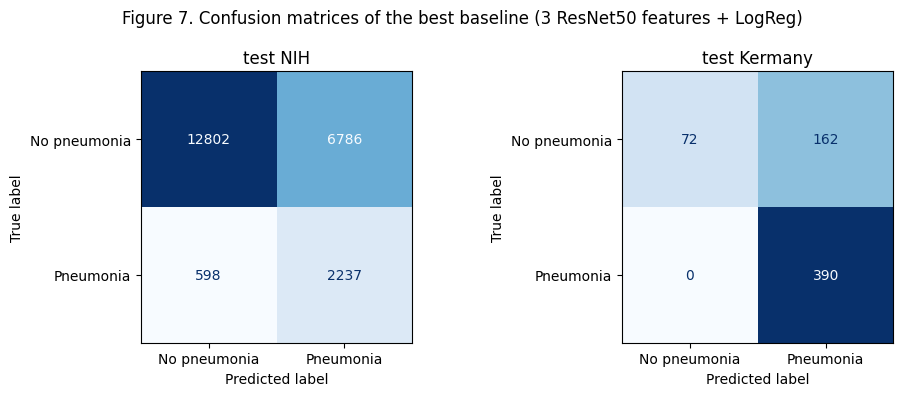 Figure 7. Confusion matrices of the best baseline (3 ResNet50 features + LogReg)
test NIH
No pneumonia
12802
6786
Pneumonia
598
2237
True label
No pneumonia
Pneumonia
Predicted label
test Kermany
No pneumonia
72
162
Pneumonia
0
390
True label
No pneumonia
Pneumonia
Predicted label